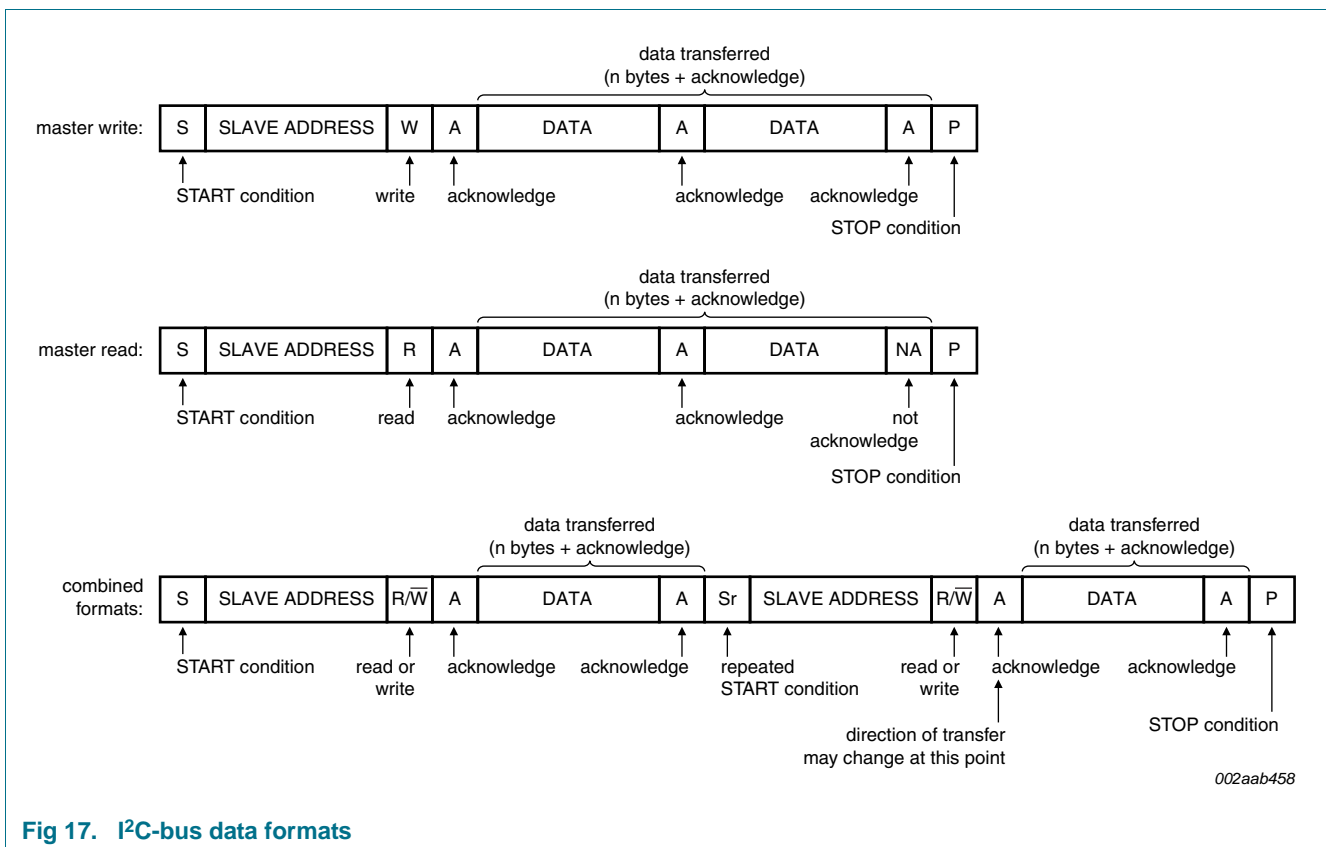 data transferred
(n bytes + acknowledge)
master write: S SLAVE ADDRESS W A DATA A DATA A P
START condition write acknowledge acknowledge acknowledge
STOP condition
data transferred
(n bytes + acknowledge)
master read: S SLAVE ADDRESS R A DATA A DATA NA P
START condition read acknowledge acknowledge not
acknowledge
STOP condition
data transferred data transferred
(n bytes + acknowledge) (n bytes + acknowledge)
combined
formats: S SLAVE ADDRESS R/W̅ A DATA A Sr SLAVE ADDRESS R/W̅ A DATA A P
START condition read or acknowledge acknowledge repeated read or acknowledge acknowledge
write START condition write
STOP condition
direction of transfer
may change at this point
002aab458
Fig 17. I²C-bus data formats